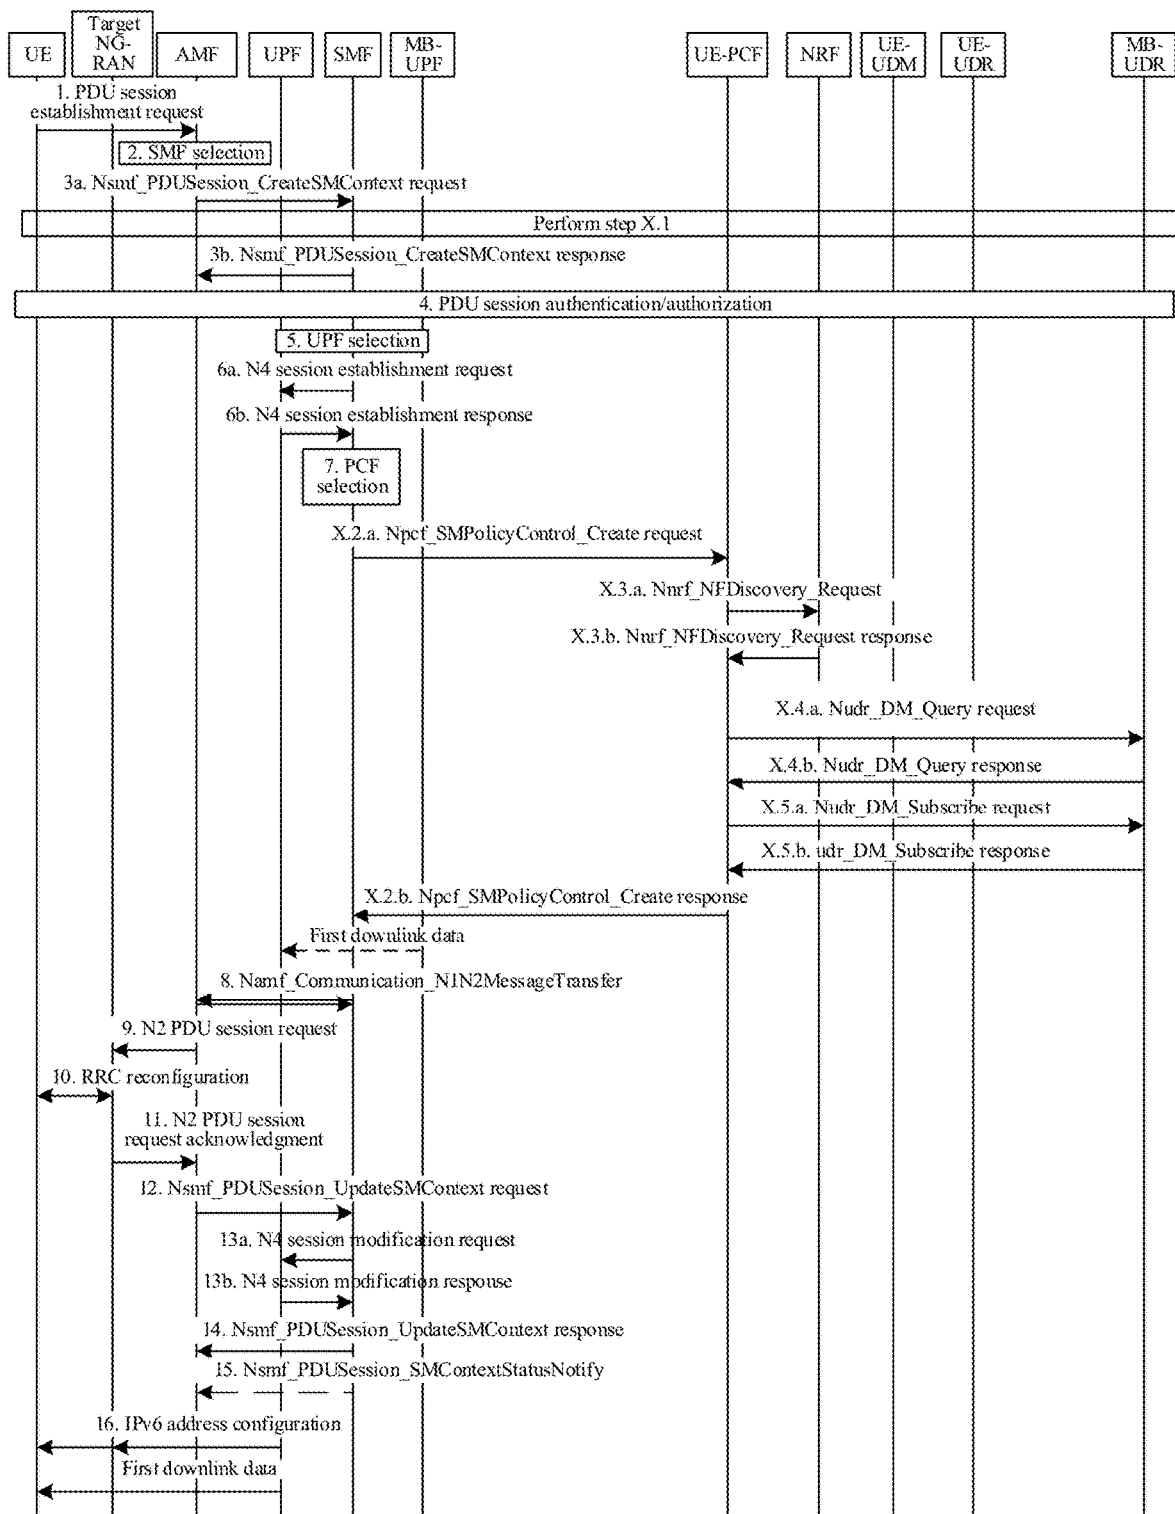 UE
Target
NG-
RAN
AMF
UPF
SMF
MB-
UPF
UE-PCF
NRF
UE-
UDM
UE-
UDR
MB-
UDR
1. PDU session
establishment request
2. SMF selection
3a. Nsmf_PDUSession_CreateSMContext request
Perform step X.1
3b. Nsmf_PDUSession_CreateSMContext response
4. PDU session authentication/authorization
5. UPF selection
6a. N4 session establishment request
6b. N4 session establishment response
7. PCF
selection
X.2.a. Npcf_SMPolicyControl_Create request
X.3.a. Nnrf_NFDiscovery_Request
X.3.b. Nnrf_NFDiscovery_Request response
X.4.a. Nudr_DM_Query request
X.4.b. Nudr_DM_Query response
X.5.a. Nudr_DM_Subscribe request
X.5.b. udr_DM_Subscribe response
X.2.b. Npcf_SMPolicyControl_Create response
First downlink data
8. Namf_Communication_N1N2MessageTransfer
9. N2 PDU session request
10. RRC reconfiguration
11. N2 PDU session
request acknowledgment
12. Nsmf_PDUSession_UpdateSMContext request
13a. N4 session modification request
13b. N4 session modification response
14. Nsmf_PDUSession_UpdateSMContext response
15. Nsmf_PDUSession_SMContextStatusNotify
16. IPv6 address configuration
First downlink data